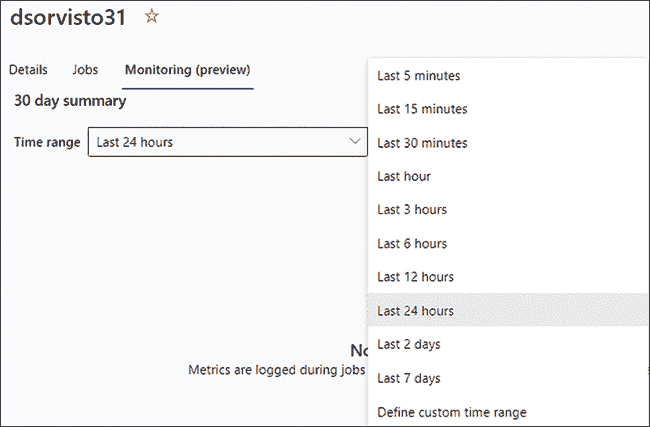 dsorvisto31
Details Jobs Monitoring (preview)
30 day summary
Time range Last 24 hours
Last 5 minutes
Last 15 minutes
Last 30 minutes
Last hour
Last 3 hours
Last 6 hours
Last 12 hours
Last 24 hours
Last 2 days
Last 7 days
Define custom time range
Metrics are logged during jobs